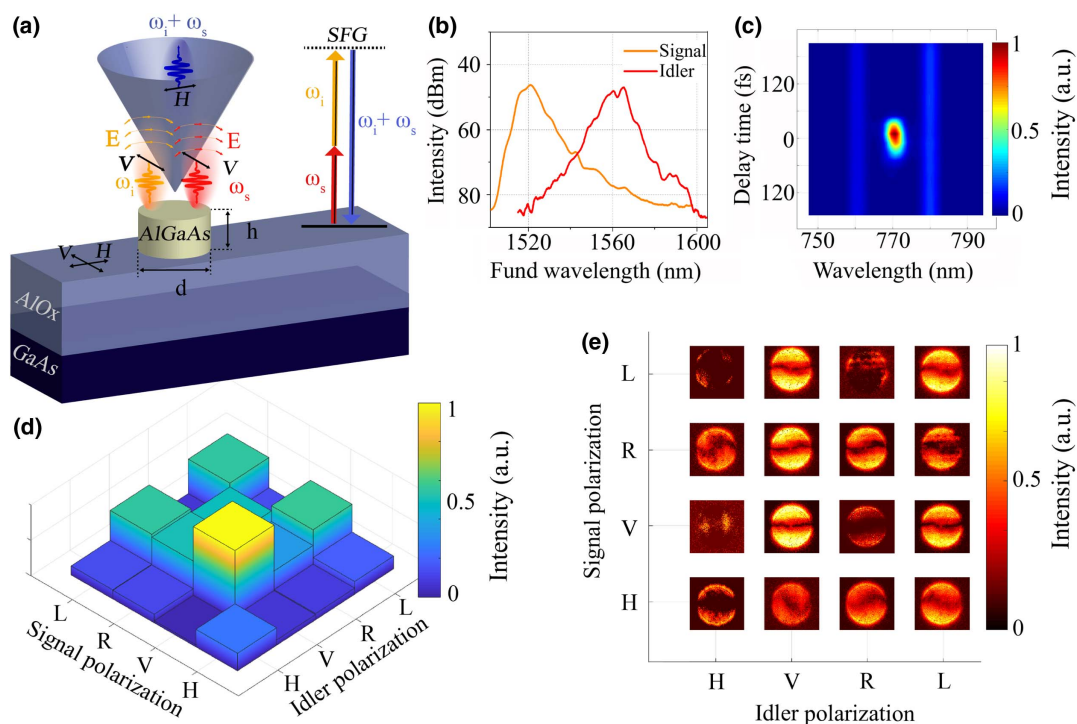 (a)
ωi+ ωs
H
E
E
V
V
ωi
ωs
AlGaAs
h
d
V
H
AlOx
GaAs
SFG
ωi
ωi+ ωs
ωs
(b)
Signal
Idler
Intensity (dBm)
40
60
80
1520
1560
1600
Fund wavelength (nm)
(c)
Delay time (fs)
120
0
120
750
770
790
Wavelength (nm)
1
0.5
0
Intensity (a.u.)
(d)
1
0.5
0
Intensity (a.u.)
L
R
V
H
Signal polarization
H
V
R
L
Idler polarization
(e)
Signal polarization
L
R
V
H
H
V
R
L
Idler polarization
1
0.5
0
Intensity (a.u.)